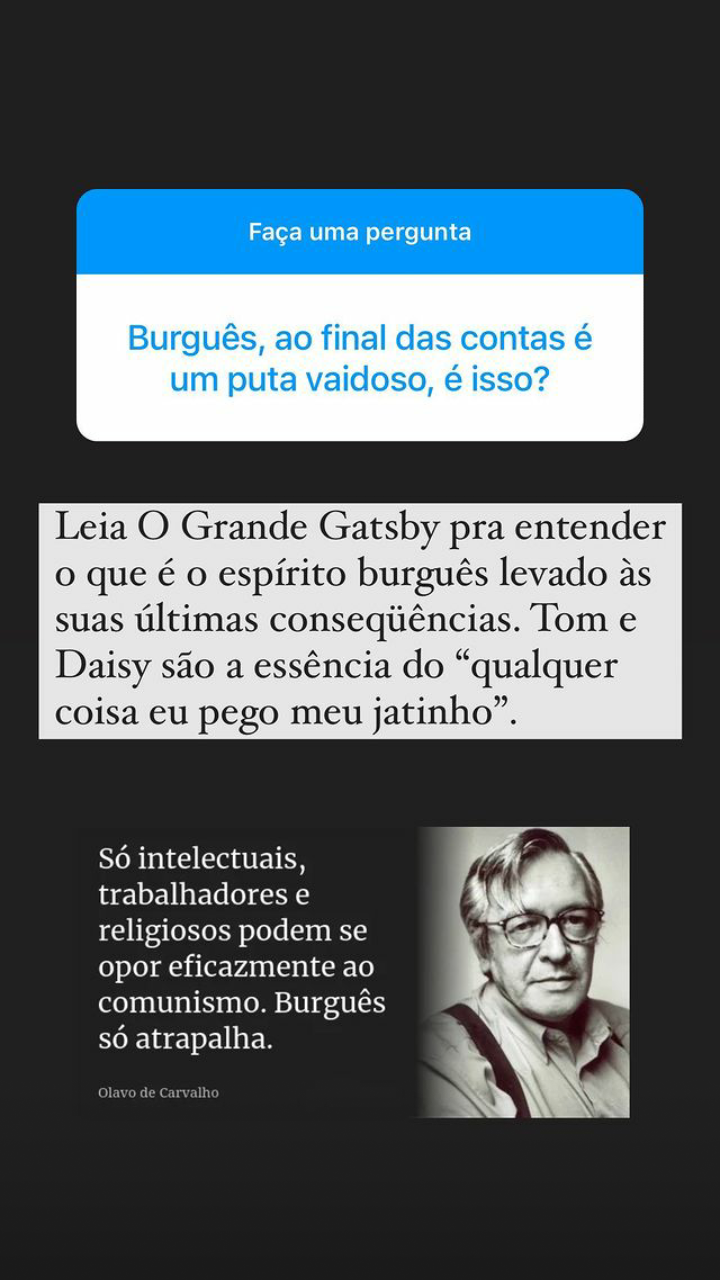 Faça uma pergunta
Burguês, ao final das contas é
um puta vaidoso, é isso?
Leia O Grande Gatsby pra entender
o que é o espírito burguês levado às
suas últimas conseqüências. Tom e
Daisy são a essência do “qualquer
coisa eu pego meu jatinho”.
Só intelectuais,
trabalhadores e
religiosos podem se
opor eficazmente ao
comunismo. Burguês
só atrapalha.
Olavo de Carvalho